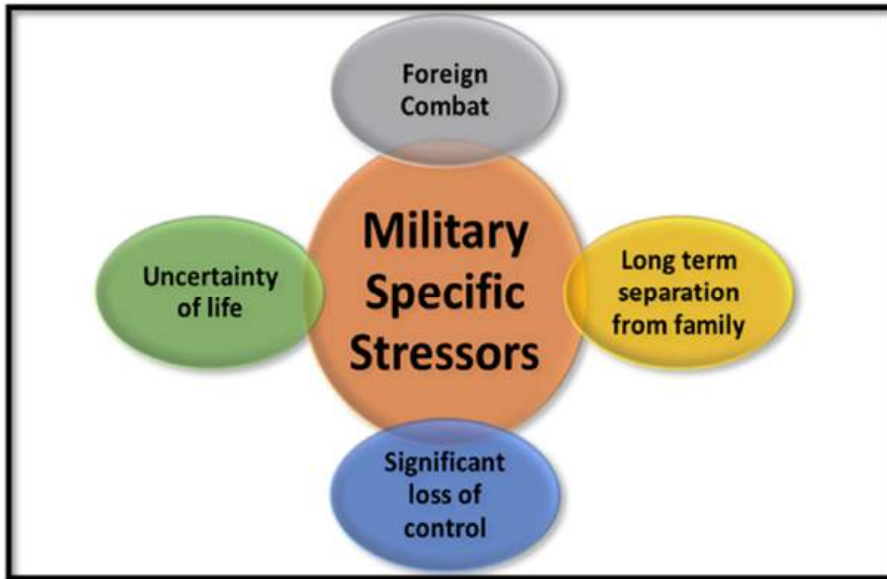 Foreign
Combat
Military
Specific
Stressors
Uncertainty
of life
Long term
separation
from family
Significant
loss of
control